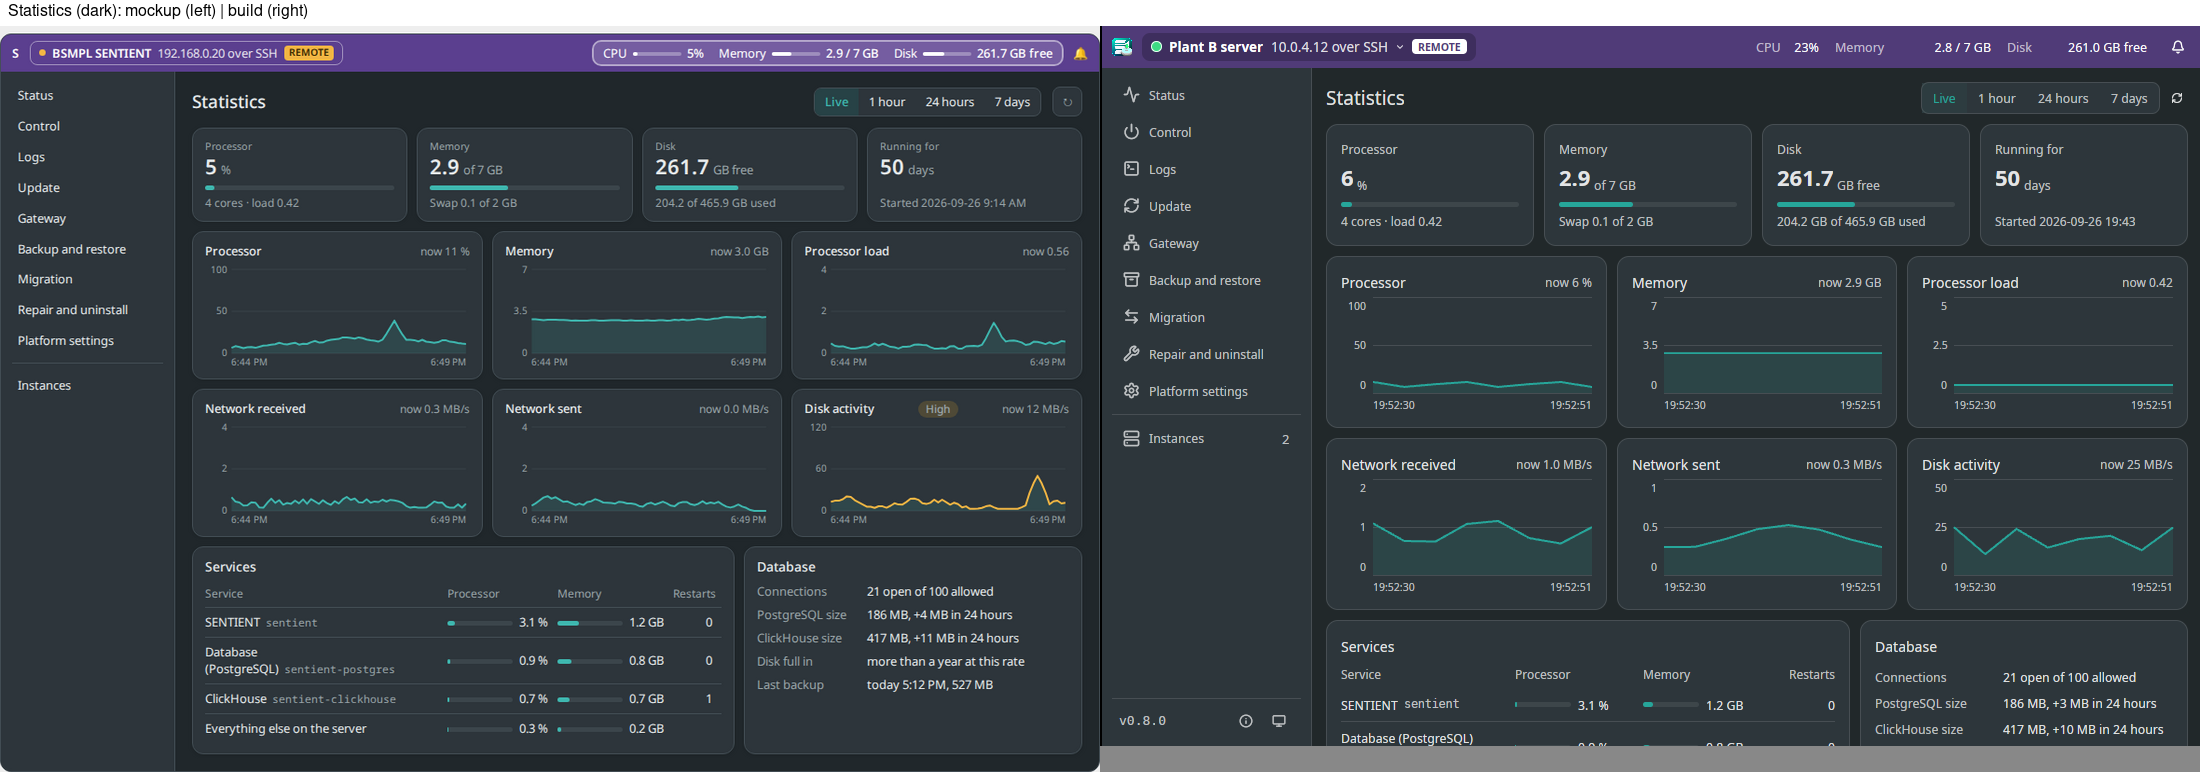 Statistics (dark): mockup (left) | build (right)
S BSMPL SENTIENT 192.168.0.20 over SSH REMOTE CPU 5% Memory 2.9 / 7 GB Disk 261.7 GB free
Status
Control
Logs
Update
Gateway
Backup and restore
Migration
Repair and uninstall
Platform settings
Instances
Statistics Live 1 hour 24 hours 7 days
Processor
5 %
4 cores · load 0.42
Memory
2.9 of 7 GB
Swap 0.1 of 2 GB
Disk
261.7 GB free
204.2 of 465.9 GB used
Running for
50 days
Started 2026-09-26 9:14 AM
Processor now 11 %
100
50
0
6:44 PM 6:49 PM
Memory now 3.0 GB
7
3.5
0
6:44 PM 6:49 PM
Processor load now 0.56
4
2
0
6:44 PM 6:49 PM
Network received now 0.3 MB/s
4
2
0
6:44 PM 6:49 PM
Network sent now 0.0 MB/s
4
2
0
6:44 PM 6:49 PM
Disk activity High now 12 MB/s
120
60
0
6:44 PM 6:49 PM
Services
Service Processor Memory Restarts
SENTIENT sentient 3.1 % 1.2 GB 0
Database
(PostgreSQL) sentient-postgres 0.9 % 0.8 GB 0
ClickHouse sentient-clickhouse 0.7 % 0.7 GB 1
Everything else on the server 0.3 % 0.2 GB
Database
Connections 21 open of 100 allowed
PostgreSQL size 186 MB, +4 MB in 24 hours
ClickHouse size 417 MB, +11 MB in 24 hours
Disk full in more than a year at this rate
Last backup today 5:12 PM, 527 MB
Plant B server 10.0.4.12 over SSH REMOTE CPU 23% Memory 2.8 / 7 GB Disk 261.0 GB free
Status
Control
Logs
Update
Gateway
Backup and restore
Migration
Repair and uninstall
Platform settings
Instances 2
v0.8.0
Statistics Live 1 hour 24 hours 7 days
Processor
6 %
4 cores · load 0.42
Memory
2.9 of 7 GB
Swap 0.1 of 2 GB
Disk
261.7 GB free
204.2 GB of 465.9 GB used
Running for
50 days
Started 2026-09-26 19:43
Processor now 6 %
100
50
0
19:52:30 19:52:51
Memory now 2.9 GB
7
3.5
0
19:52:30 19:52:51
Processor load now 0.42
5
2.5
0
19:52:30 19:52:51
Network received now 1.0 MB/s
2
1
0
19:52:30 19:52:51
Network sent now 0.3 MB/s
1
0.5
0
19:52:30 19:52:51
Disk activity now 25 MB/s
50
25
0
19:52:30 19:52:51
Services
Service Processor Memory Restarts
SENTIENT sentient 3.1 % 1.2 GB 0
Database (PostgreSQL)
Database
Connections 21 open of 100 allowed
PostgreSQL size 186 MB, +3 MB in 24 hours
ClickHouse size 417 MB, +10 MB in 24 hours